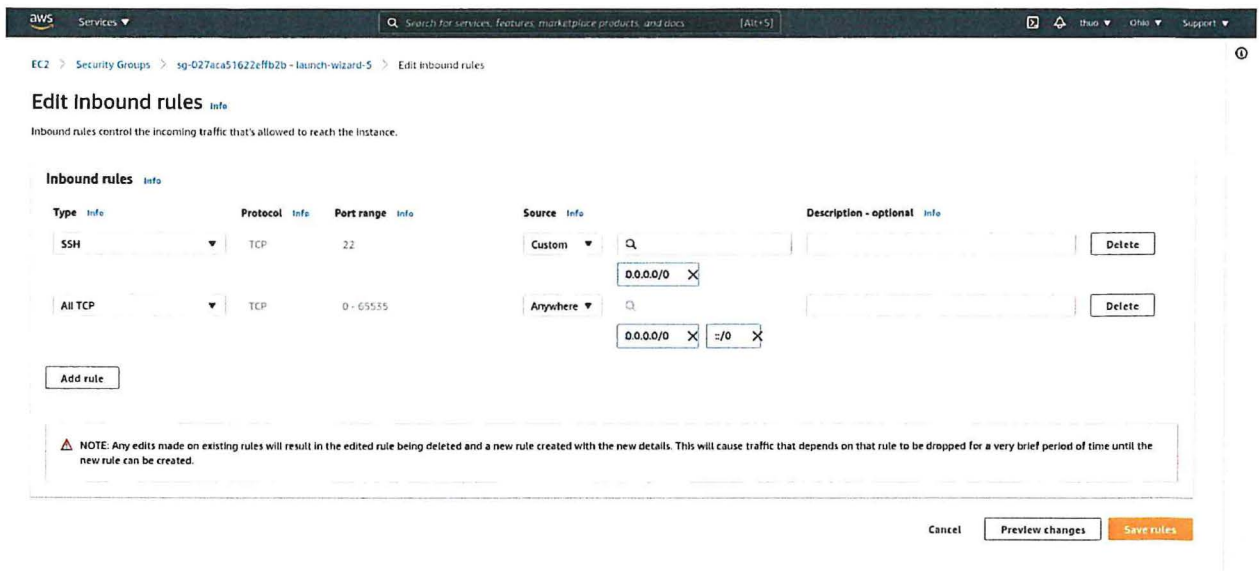 aws Services ▼ Search for services, features, marketplace products, and docs [Alt+S] thuo ▼ Ohio ▼ Support ▼
EC2 > Security Groups > sg-027aca51622effb2b - launch-wizard-5 > Edit inbound rules
Edit inbound rules Info
Inbound rules control the incoming traffic that's allowed to reach the instance.
Inbound rules Info
Type Info Protocol Info Port range Info Source Info Description - optional Info
SSH ▼ TCP 22 Custom ▼ Delete
0.0.0.0/0 X
All TCP ▼ TCP 0 - 65535 Anywhere ▼ Delete
0.0.0.0/0 X ::/0 X
Add rule
NOTE: Any edits made on existing rules will result in the edited rule being deleted and a new rule created with the new details. This will cause traffic that depends on that rule to be dropped for a very brief period of time until the
new rule can be created.
Cancel Preview changes Save rules